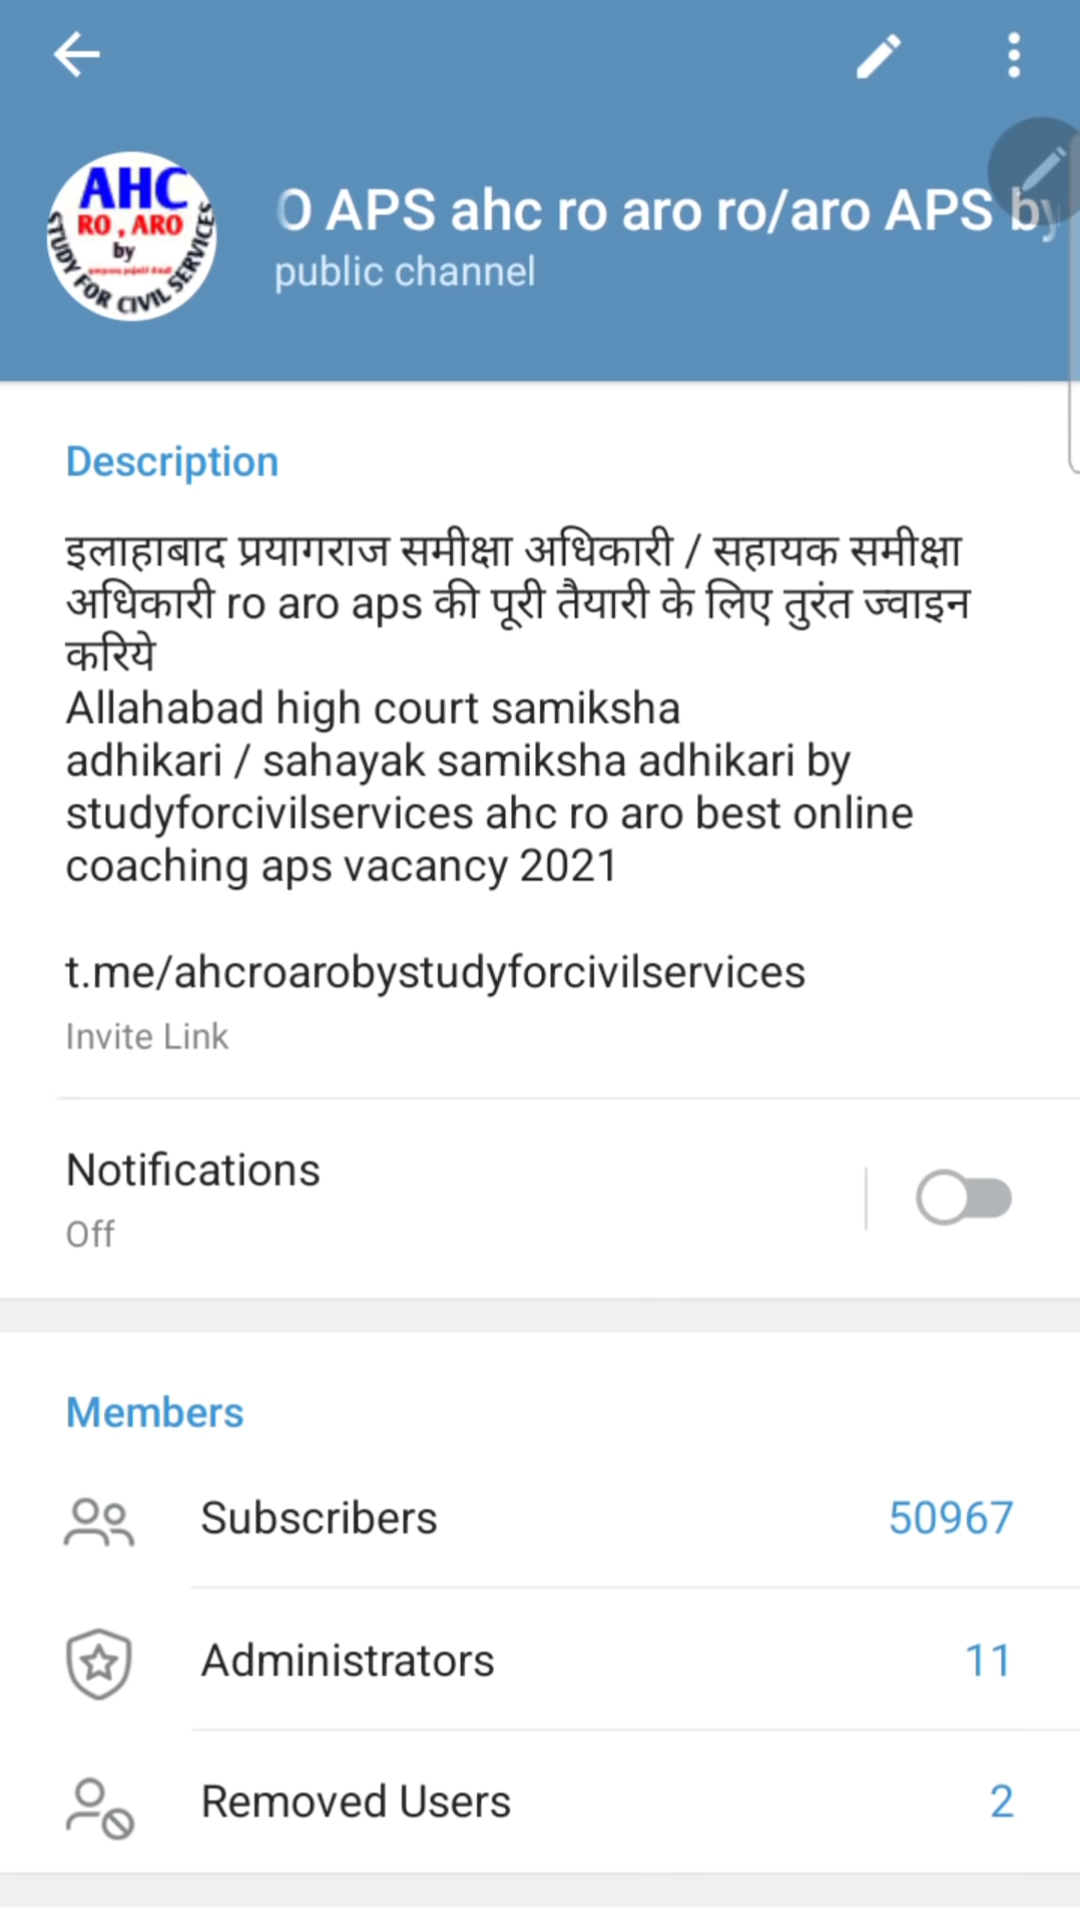 AHC
RO , ARO
by
STUDY FOR CIVIL SERVICES
O APS ahc ro aro ro/aro APS by
public channel
Description
इलाहाबाद प्रयागराज समीक्षा अधिकारी / सहायक समीक्षा
अधिकारी ro aro aps की पूरी तैयारी के लिए तुरंत ज्वाइन
करिये
Allahabad high court samiksha
adhikari / sahayak samiksha adhikari by
studyforcivilservices ahc ro aro best online
coaching aps vacancy 2021
t.me/ahcroarobystudyforcivilservices
Invite Link
Notifications
Off
Members
Subscribers 50967
Administrators 11
Removed Users 2